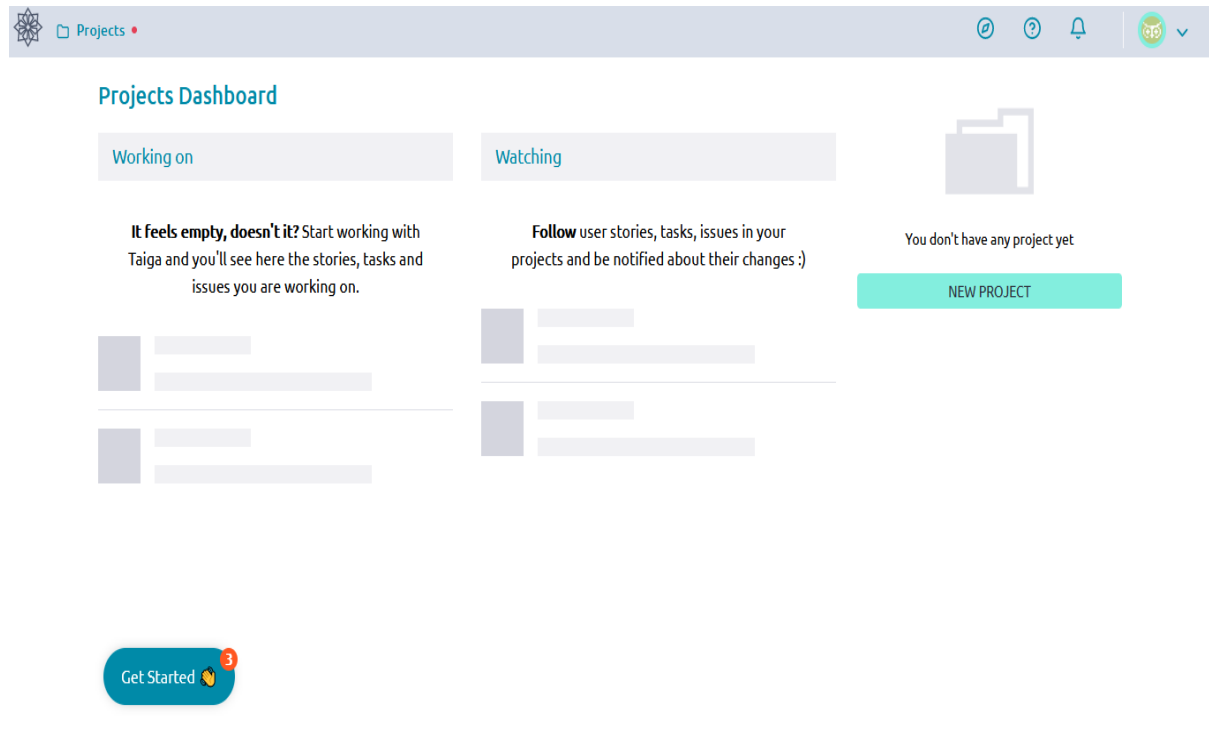 Projects
Projects Dashboard
Working on
It feels empty, doesn't it? Start working with
Taiga and you'll see here the stories, tasks and
issues you are working on.
Watching
Follow user stories, tasks, issues in your
projects and be notified about their changes :)
You don't have any project yet
NEW PROJECT
Get Started 👋
3